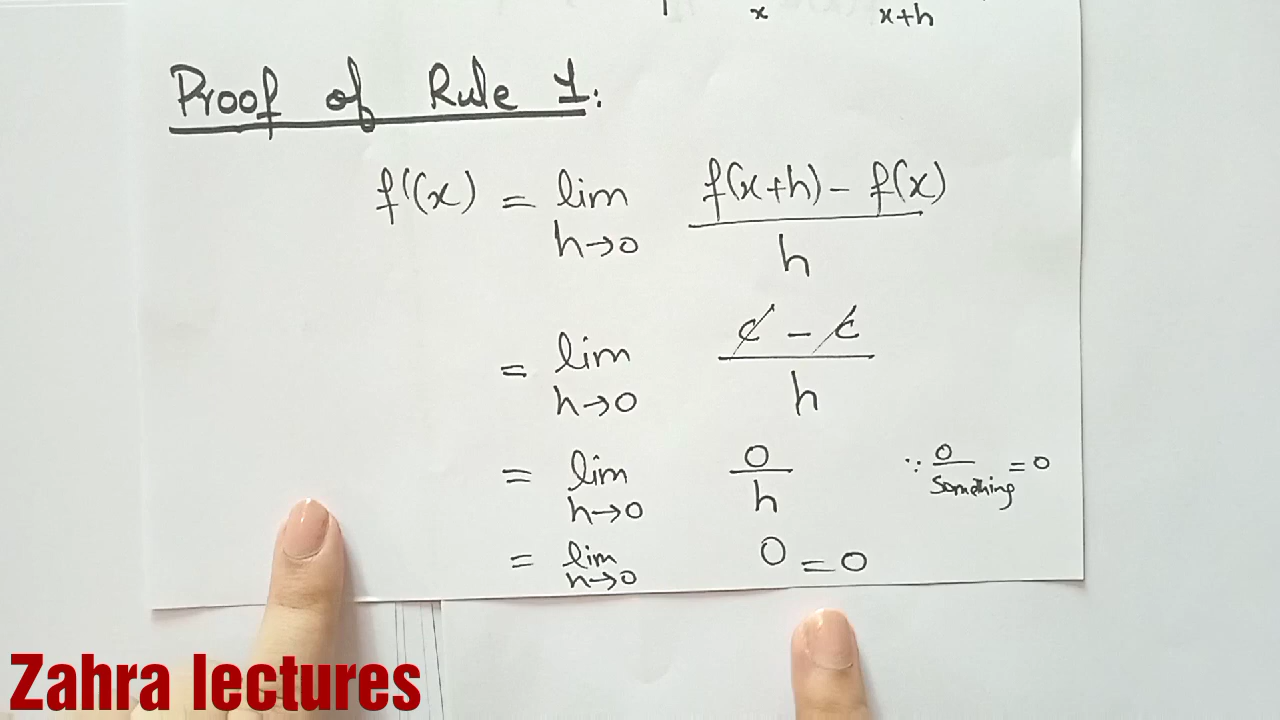 x x+h
Proof of Rule 1:
f'(x) = lim h→0 f(x+h) - f(x) / h
= lim h→0 c - c / h
= lim h→0 0 / h ∵ 0 / Something = 0
= lim h→0 0 = 0
Zahra lectures